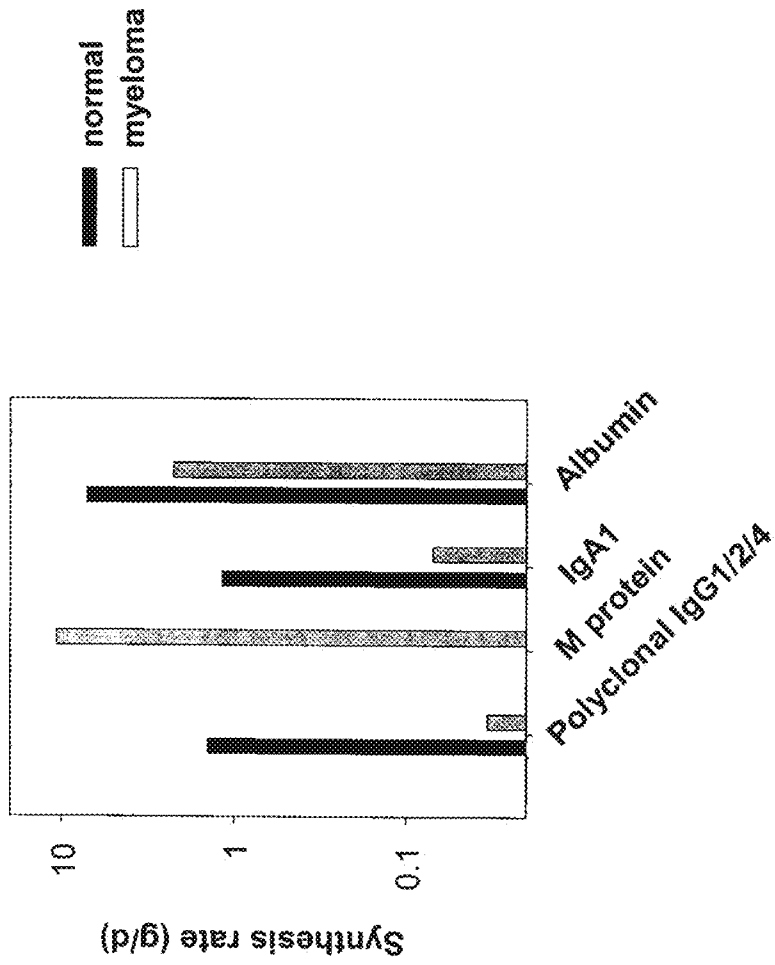 normal
myeloma
Synthesis rate (g/d)
10
1
0.1
Polyclonal IgG1/2/4
M protein
IgA1
Albumin